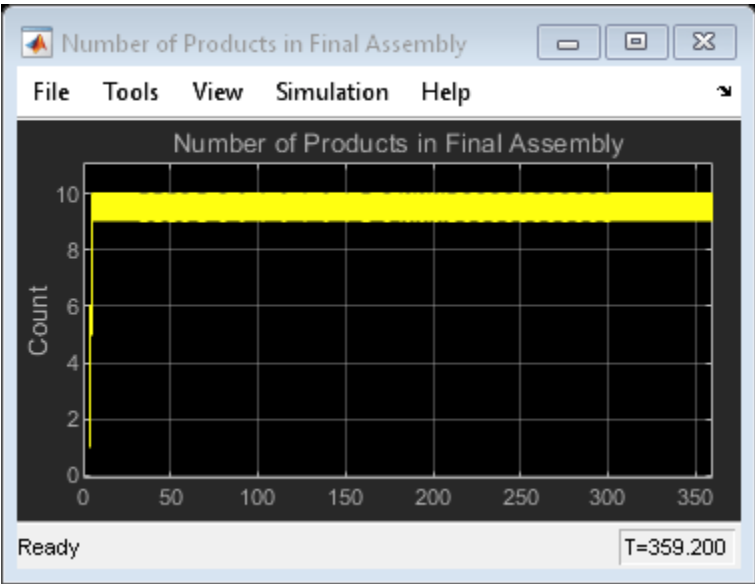 Number of Products in Final Assembly
File Tools View Simulation Help
Number of Products in Final Assembly
10
8
6
4
2
0
Count
0 50 100 150 200 250 300 350
Ready T=359.200